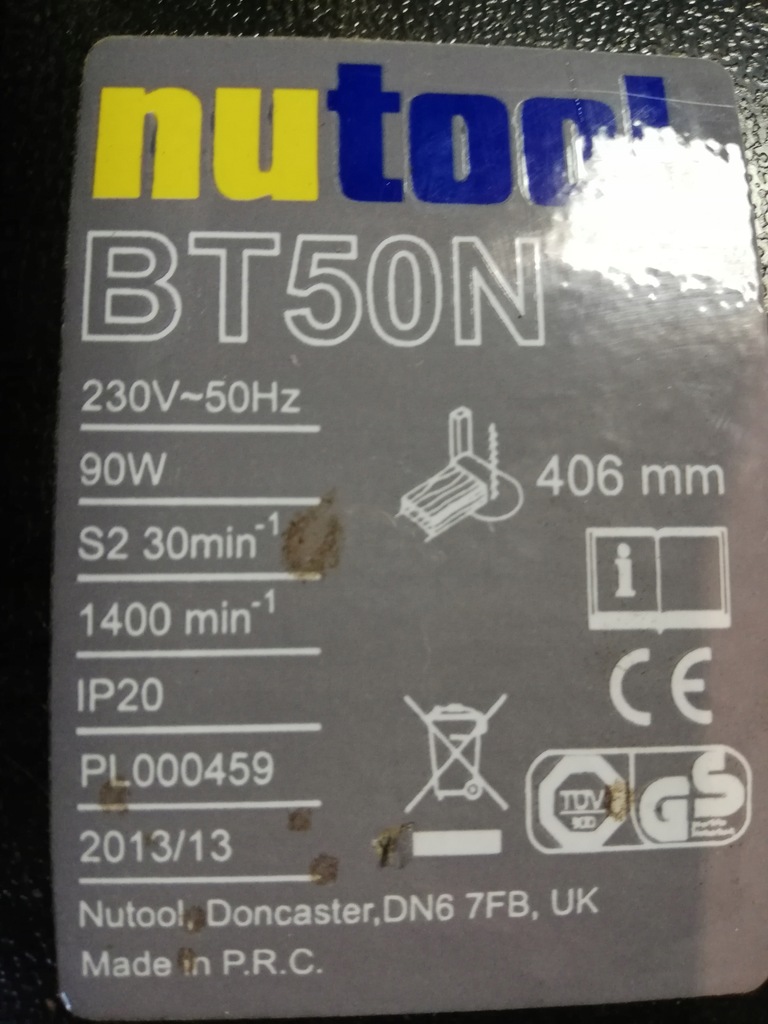 nutool
BT50N
230V~50Hz
90W
S2 30min⁻¹
1400 min⁻¹
IP20
PL000459
2013/13
406 mm
i
CE
TÜV
GS
Nutool, Doncaster,DN6 7FB, UK
Made in P.R.C.